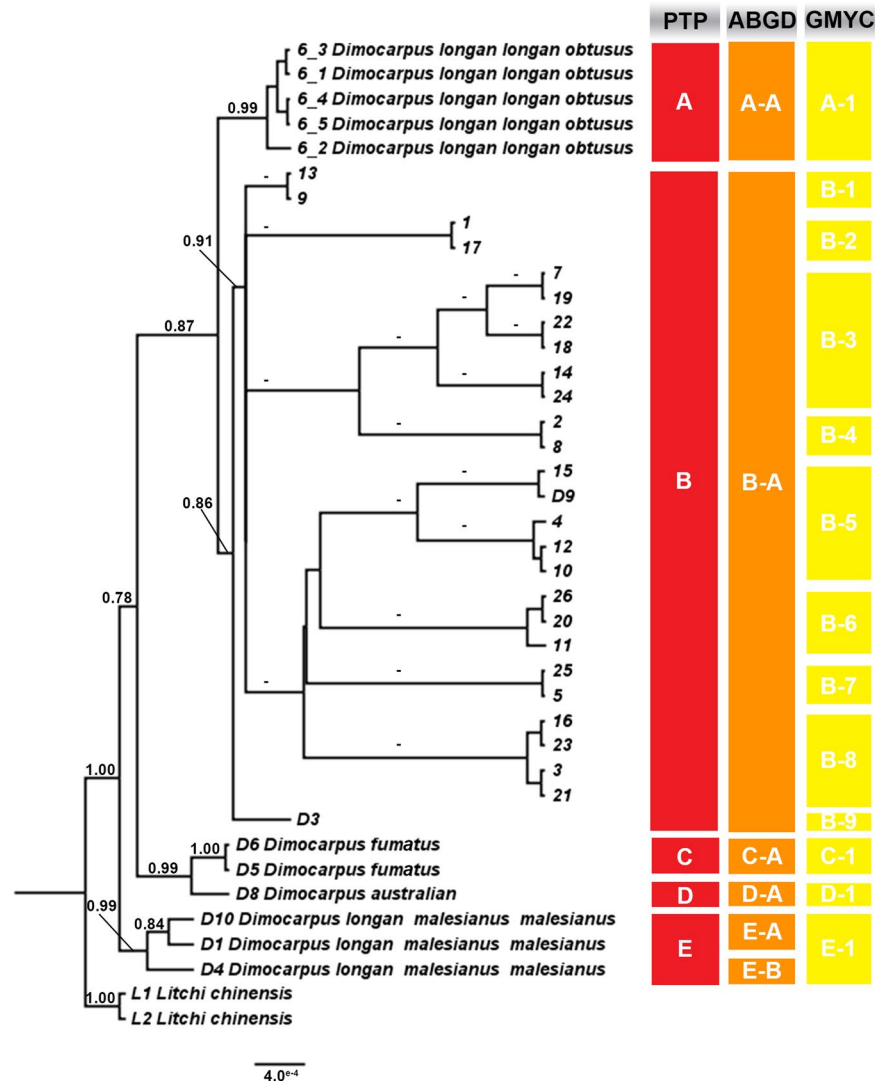 PTP ABGD GMYC
6_3 Dimocarpus longan longan obtusus
6_1 Dimocarpus longan longan obtusus
0.99
6_4 Dimocarpus longan longan obtusus
A A-A A-1
6_5 Dimocarpus longan longan obtusus
6_2 Dimocarpus longan longan obtusus
- 13
9
B-1
- 1
0.91
17
B-2
- 7
- 19
- 22
0.87
- 18
B-3
- 14
- 24
- 2
8
B-4
- 15
B B-A
0.86
- D9
- 4
B-5
12
10
0.78
26
- 20
B-6
11
- 25
- 5
B-7
16
- 23
B-8
1.00
3
21
D3
B-9
1.00
D6 Dimocarpus fumatus
C C-A C-1
0.99
D5 Dimocarpus fumatus
D8 Dimocarpus australian
D D-A D-1
0.99
0.84
D10 Dimocarpus longan malesianus malesianus
E-A
D1 Dimocarpus longan malesianus malesianus
E E-1
D4 Dimocarpus longan malesianus malesianus
E-B
1.00
L1 Litchi chinensis
L2 Litchi chinensis
4.0e-4